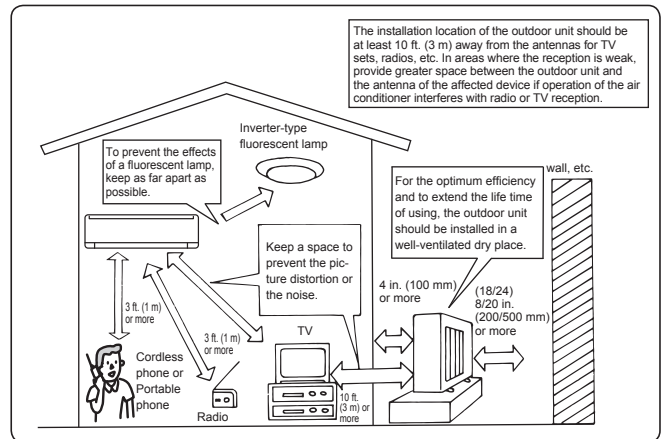 The installation location of the outdoor unit should be
at least 10 ft. (3 m) away from the antennas for TV
sets, radios, etc. In areas where the reception is weak,
provide greater space between the outdoor unit and
the antenna of the affected device if operation of the air
conditioner interferes with radio or TV reception.
Inverter-type
fluorescent lamp
To prevent the effects
of a fluorescent lamp,
keep as far apart as
possible.
wall, etc.
For the optimum efficiency
and to extend the life time
of using, the outdoor unit
should be installed in a
well-ventilated dry place.
Keep a space to
prevent the pic-
ture distortion or
the noise.
4 in. (100 mm)
or more
(18/24)
8/20 in.
(200/500 mm)
or more
3 ft. (1 m)
or more
3 ft. (1 m)
or more
TV
Cordless
phone or
Portable
phone
Radio
10 ft.
(3 m) or
more